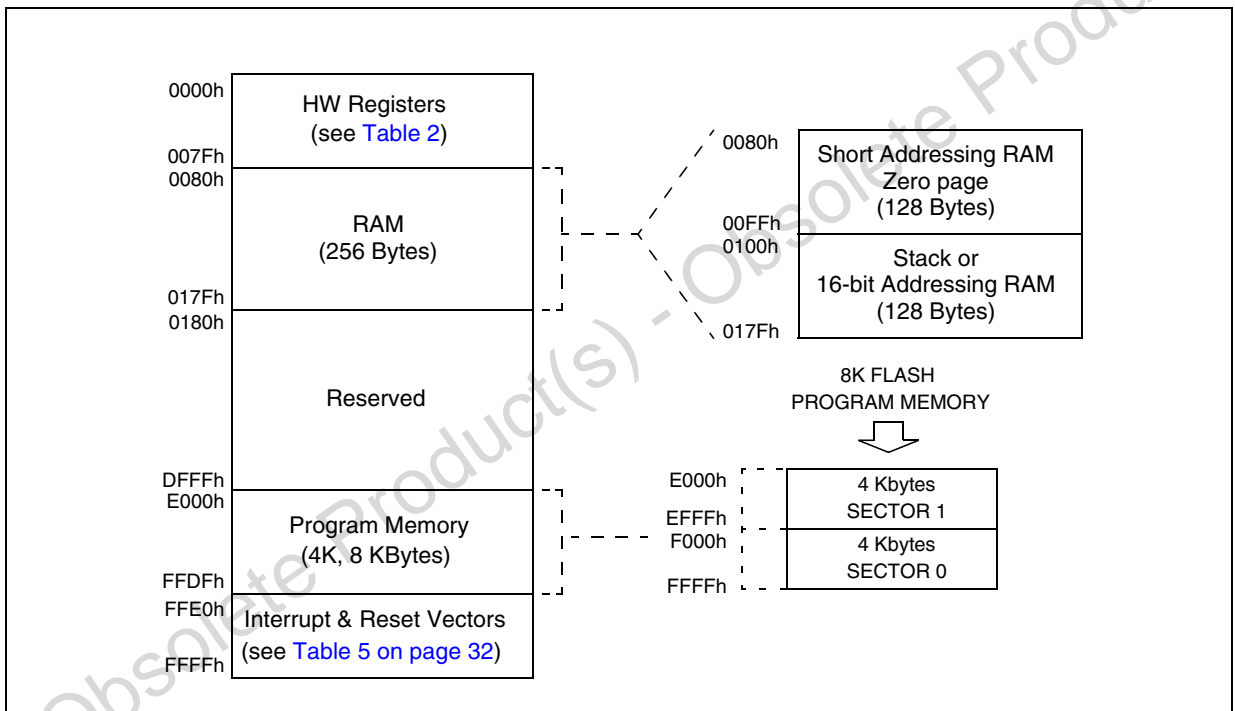 0000h
HW Registers
(see Table 2)
007Fh
0080h
RAM
(256 Bytes)
017Fh
0180h
Reserved
DFFFh
E000h
Program Memory
(4K, 8 KBytes)
FFDFh
FFE0h
Interrupt & Reset Vectors
(see Table 5 on page 32)
FFFFh
0080h
Short Addressing RAM
Zero page
(128 Bytes)
00FFh
0100h
Stack or
16-bit Addressing RAM
(128 Bytes)
017Fh
8K FLASH
PROGRAM MEMORY
E000h
4 Kbytes
SECTOR 1
EFFFh
F000h
4 Kbytes
SECTOR 0
FFFFh
Obsolete Product(s) - Obsolete Produ